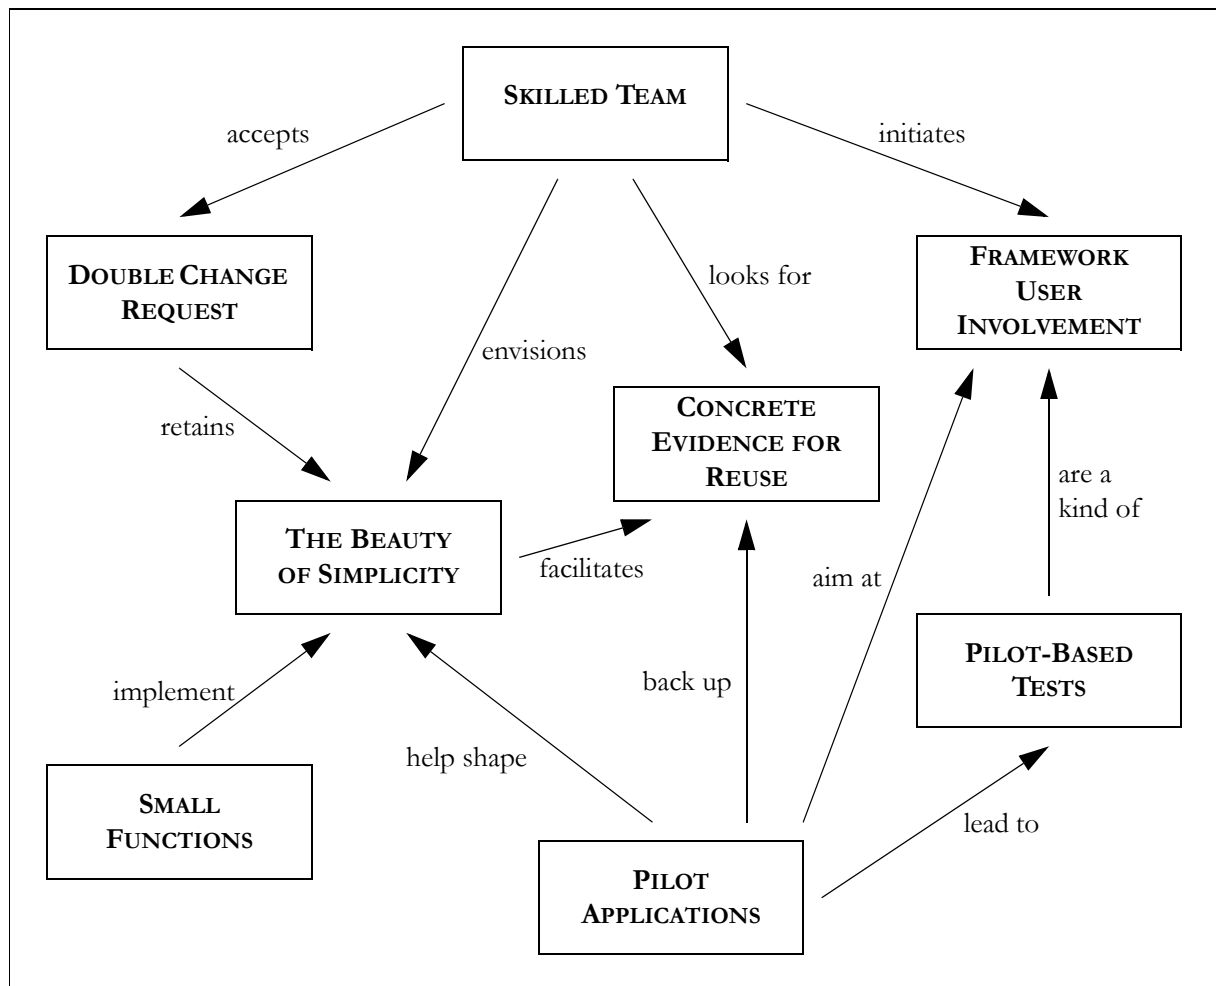 SKILLED TEAM
accepts
initiates
DOUBLE CHANGE
REQUEST
looks for
FRAMEWORK
USER
INVOLVEMENT
envisions
retains
CONCRETE
EVIDENCE FOR
REUSE
are a
kind of
THE BEAUTY
OF SIMPLICITY
facilitates
aim at
implement
back up
PILOT-BASED
TESTS
help shape
SMALL
FUNCTIONS
lead to
PILOT
APPLICATIONS